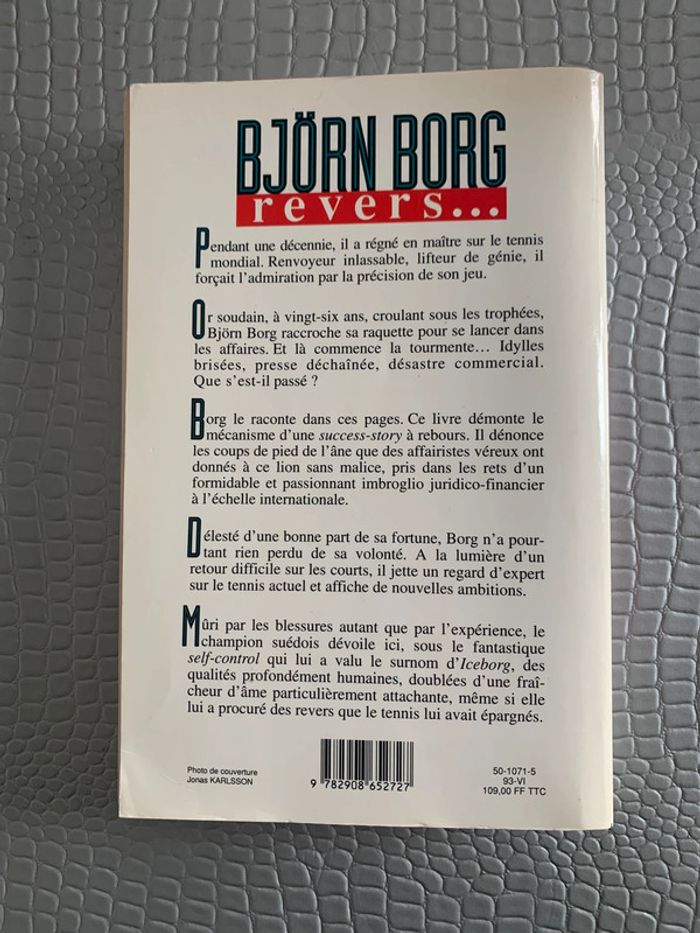 BJÖRN BORG
revers...
Pendant une décennie, il a régné en maître sur le tennis
mondial. Renvoyeur inlassable, lifteur de génie, il
forçait l'admiration par la précision de son jeu.
Or soudain, à vingt-six ans, croulant sous les trophées,
Björn Borg raccroche sa raquette pour se lancer dans
les affaires. Et là commence la tourmente... Idylles
brisées, presse déchaînée, désastre commercial.
Que s'est-il passé ?
Borg le raconte dans ces pages. Ce livre démonte le
mécanisme d'une success-story à rebours. Il dénonce
les coups de pied de l'âne que des affairistes véreux ont
donnés à ce lion sans malice, pris dans les rets d'un
formidable et passionnant imbroglio juridico-financier
à l'échelle internationale.
Délesté d'une bonne part de sa fortune, Borg n'a pour-
tant rien perdu de sa volonté. A la lumière d'un
retour difficile sur les courts, il jette un regard d'expert
sur le tennis actuel et affiche de nouvelles ambitions.
Mûri par les blessures autant que par l'expérience, le
champion suédois dévoile ici, sous le fantastique
self-control qui lui a valu le surnom d'Iceborg, des
qualités profondément humaines, doublées d'une fraî-
cheur d'âme particulièrement attachante, même si elle
lui a procuré des revers que le tennis lui avait épargnés.
Photo de couverture
Jonas KARLSSON
9 782908 652727
50-1071-5
93-VI
109,00 FF TTC